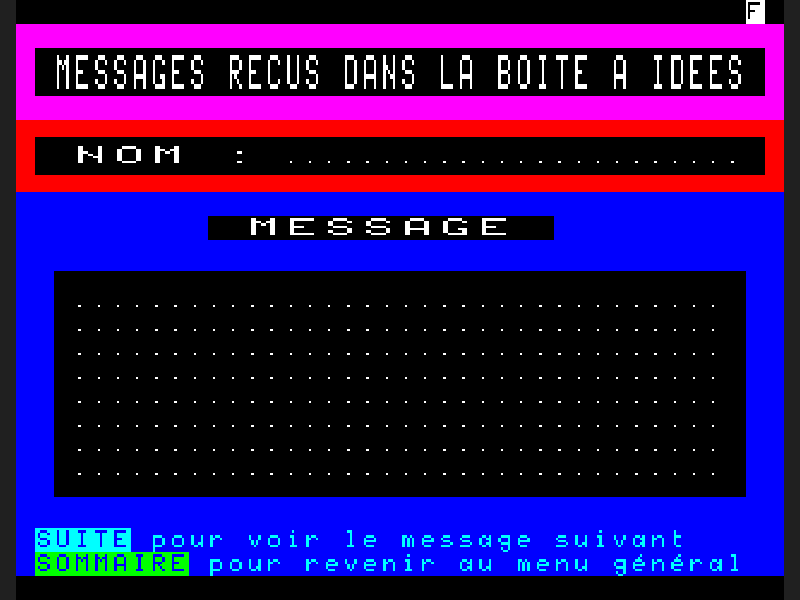 F
MESSAGES RECUS DANS LA BOITE A IDEES
NOM : ........................
MESSAGE
..................................
..................................
..................................
..................................
..................................
..................................
..................................
..................................
SUITE pour voir le message suivant
SOMMAIRE pour revenir au menu général